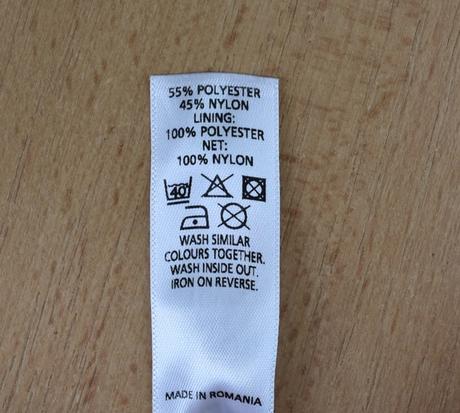 55% POLYESTER
45% NYLON
LINING:
100% POLYESTER
NET:
100% NYLON
40
WASH SIMILAR
COLOURS TOGETHER.
WASH INSIDE OUT.
IRON ON REVERSE.
MADE IN ROMANIA